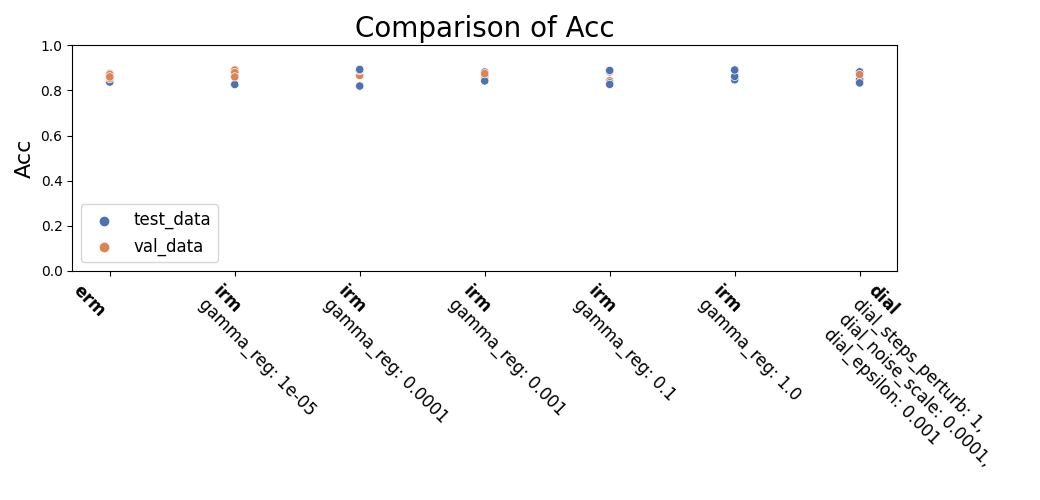 Comparison of Acc
Acc
1.0
0.8
0.6
0.4
0.2
0.0
test_data
val_data
erm
irm
gamma_reg: 1e-05
irm
gamma_reg: 0.0001
irm
gamma_reg: 0.001
irm
gamma_reg: 0.1
irm
gamma_reg: 1.0
dial
dial_steps_perturb: 1,
dial_noise_scale: 0.0001,
dial_epsilon: 0.001